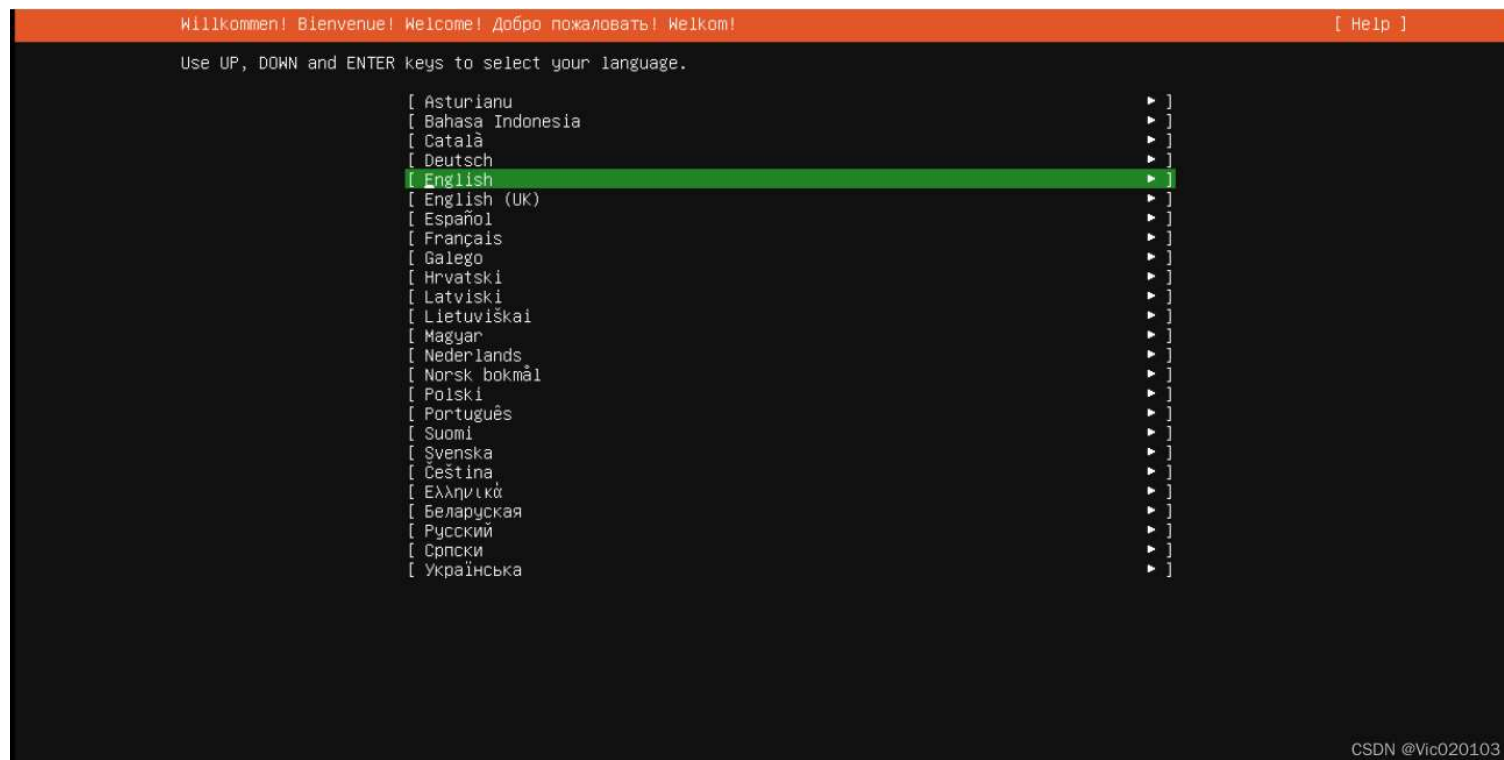 Willkommen! Bienvenue! Welcome! Добро пожаловать! Welkom! [ Help ]
Use UP, DOWN and ENTER keys to select your language.
[ Asturianu ▸ ]
[ Bahasa Indonesia ▸ ]
[ Català ▸ ]
[ Deutsch ▸ ]
[ English ▸ ]
[ English (UK) ▸ ]
[ Español ▸ ]
[ Français ▸ ]
[ Galego ▸ ]
[ Hrvatski ▸ ]
[ Latviski ▸ ]
[ Lietuviškai ▸ ]
[ Magyar ▸ ]
[ Nederlands ▸ ]
[ Norsk bokmål ▸ ]
[ Polski ▸ ]
[ Português ▸ ]
[ Suomi ▸ ]
[ Svenska ▸ ]
[ Čeština ▸ ]
[ Ελληνικά ▸ ]
[ Беларуская ▸ ]
[ Русский ▸ ]
[ Српски ▸ ]
[ Українська ▸ ]
CSDN @Vic020103